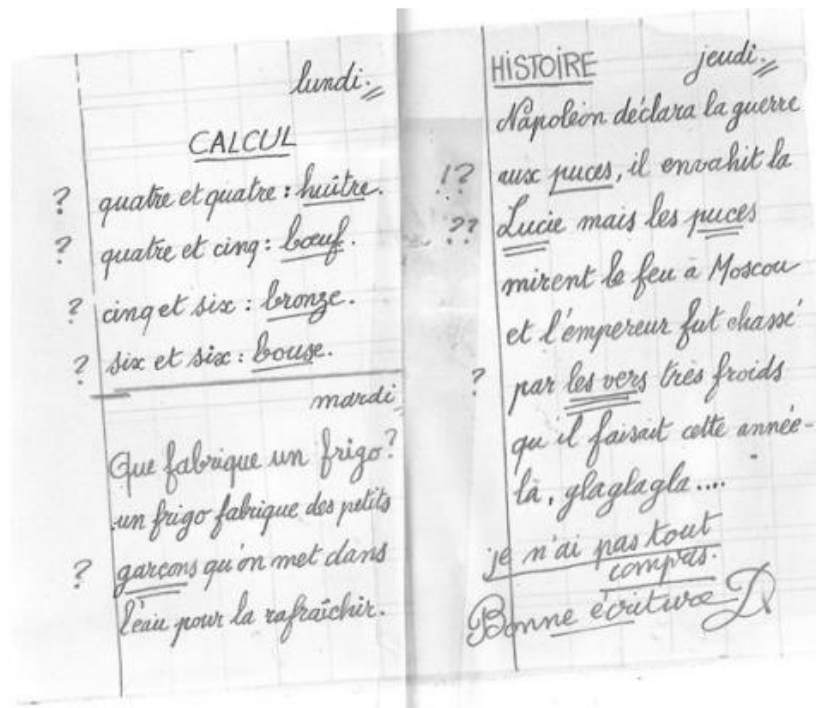 lundi.
CALCUL
? quatre et quatre : huître.
? quatre et cinq : bœuf.
? cinq et six : bronze.
? six et six : bouse.
mardi
Que fabrique un frigo?
un frigo fabrique des petits
? garçons qu'on met dans
l'eau pour la rafraîchir.
HISTOIRE jeudi.
Napoléon déclara la guerre
!? aux puces, il envahit la
?? Lucie mais les puces
mirent le feu à Moscou
et l'empereur fut chassé
? par les vers très froids
qu'il faisait cette année-
là, glaglagla....
je n'ai pas tout
compris.
Bonne écriture